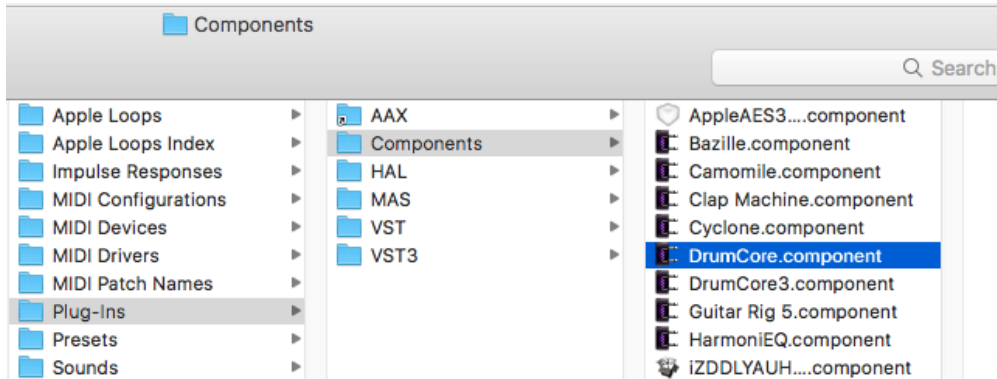 Components
Search
Apple Loops
Apple Loops Index
Impulse Responses
MIDI Configurations
MIDI Devices
MIDI Drivers
MIDI Patch Names
Plug-Ins
Presets
Sounds
AAX
Components
HAL
MAS
VST
VST3
AppleAES3....component
Bazille.component
Camomile.component
Clap Machine.component
Cyclone.component
DrumCore.component
DrumCore3.component
Guitar Rig 5.component
HarmoniEQ.component
iZDDLYAUH....component